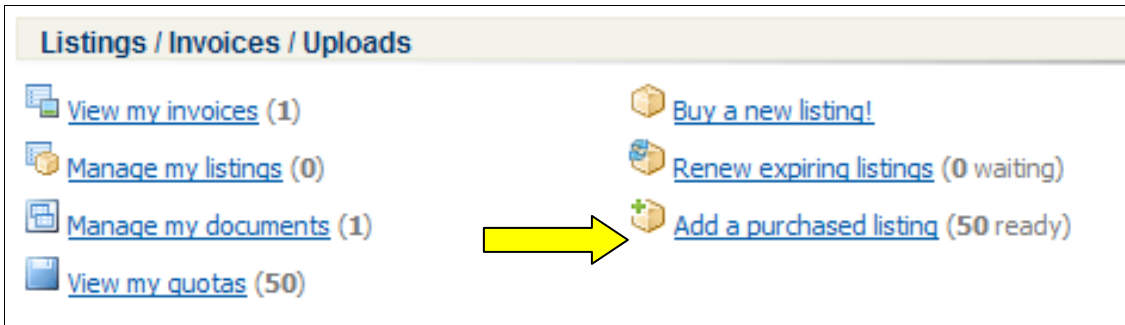 Listings / Invoices / Uploads
View my invoices (1)
Manage my listings (0)
Manage my documents (1)
View my quotas (50)
Buy a new listing!
Renew expiring listings (0 waiting)
Add a purchased listing (50 ready)